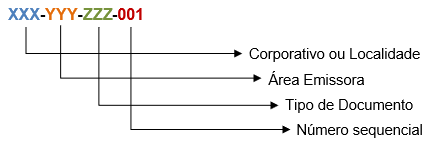 XXX-YYY-ZZZ-001
Corporativo ou Localidade
Área Emissora
Tipo de Documento
Número sequencial